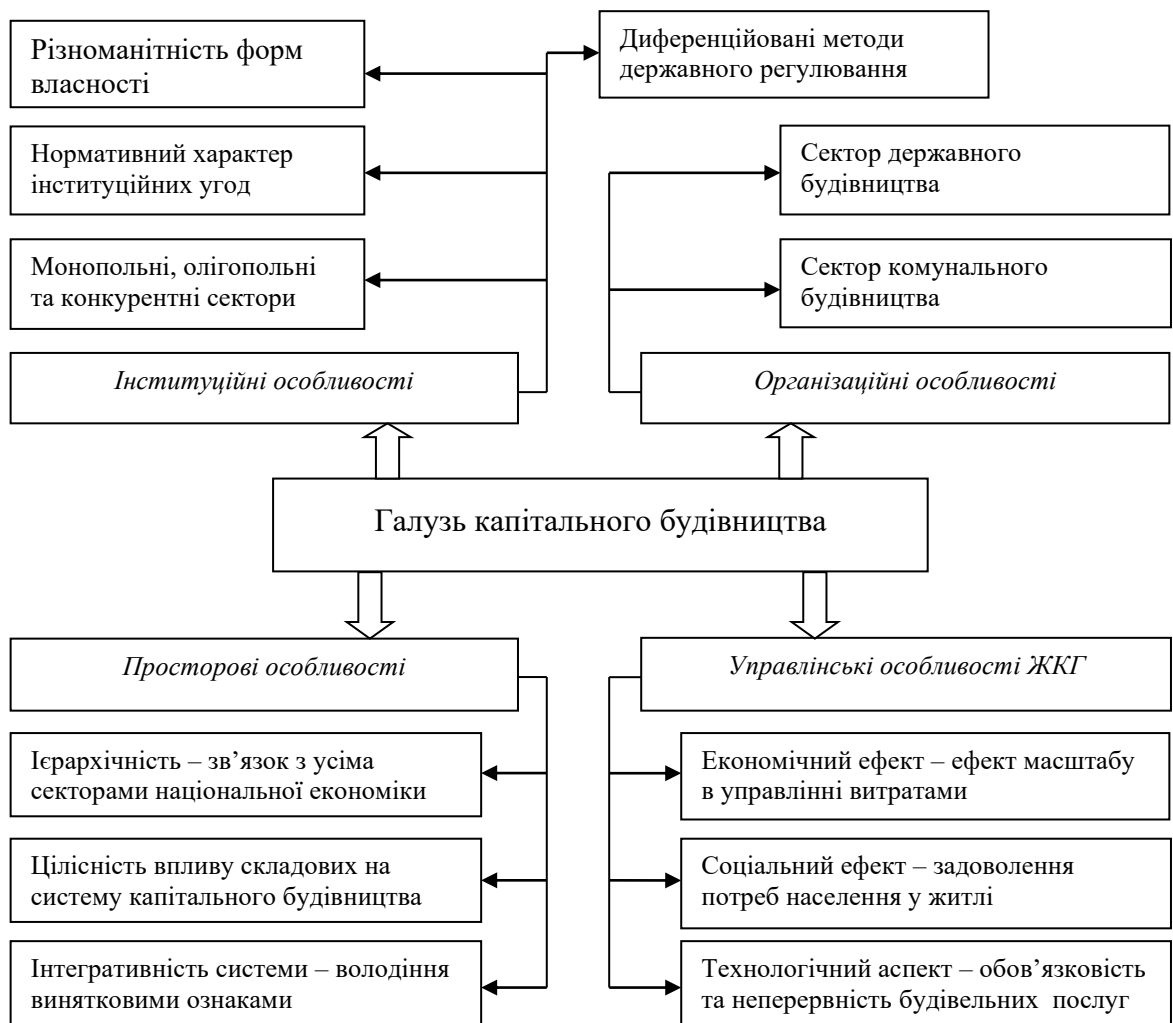 Різноманітність форм
власності
Диференційовані методи
державного регулювання
Нормативний характер
інституційних угод
Сектор державного
будівництва
Монопольні, олігопольні
та конкурентні сектори
Сектор комунального
будівництва
Інституційні особливості
Організаційні особливості
Галузь капітального будівництва
Просторові особливості
Управлінські особливості ЖКГ
Ієрархічність – зв’язок з усіма
секторами національної економіки
Економічний ефект – ефект масштабу
в управлінні витратами
Цілісність впливу складових на
систему капітального будівництва
Соціальний ефект – задоволення
потреб населення у житлі
Інтегративність системи – володіння
винятковими ознаками
Технологічний аспект – обов’язковість
та неперервність будівельних послуг